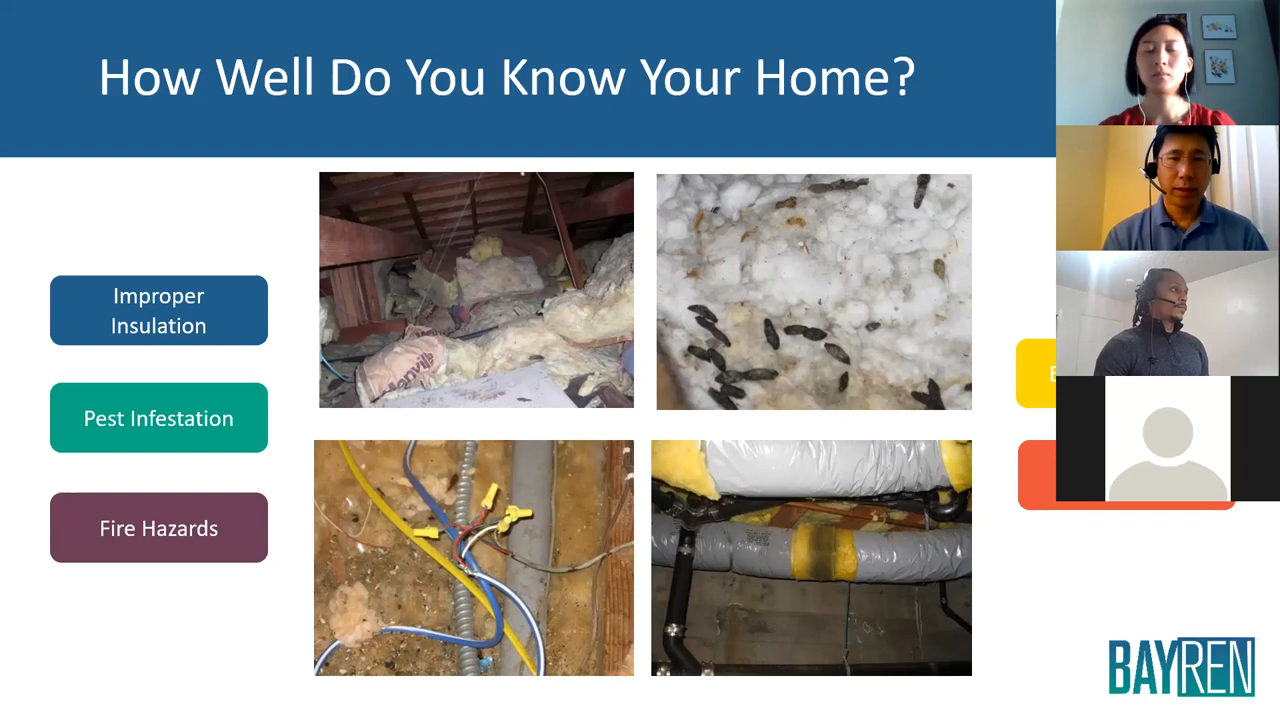 How Well Do You Know Your Home?
Improper
Insulation
Pest Infestation
Fire Hazards
BAYREN